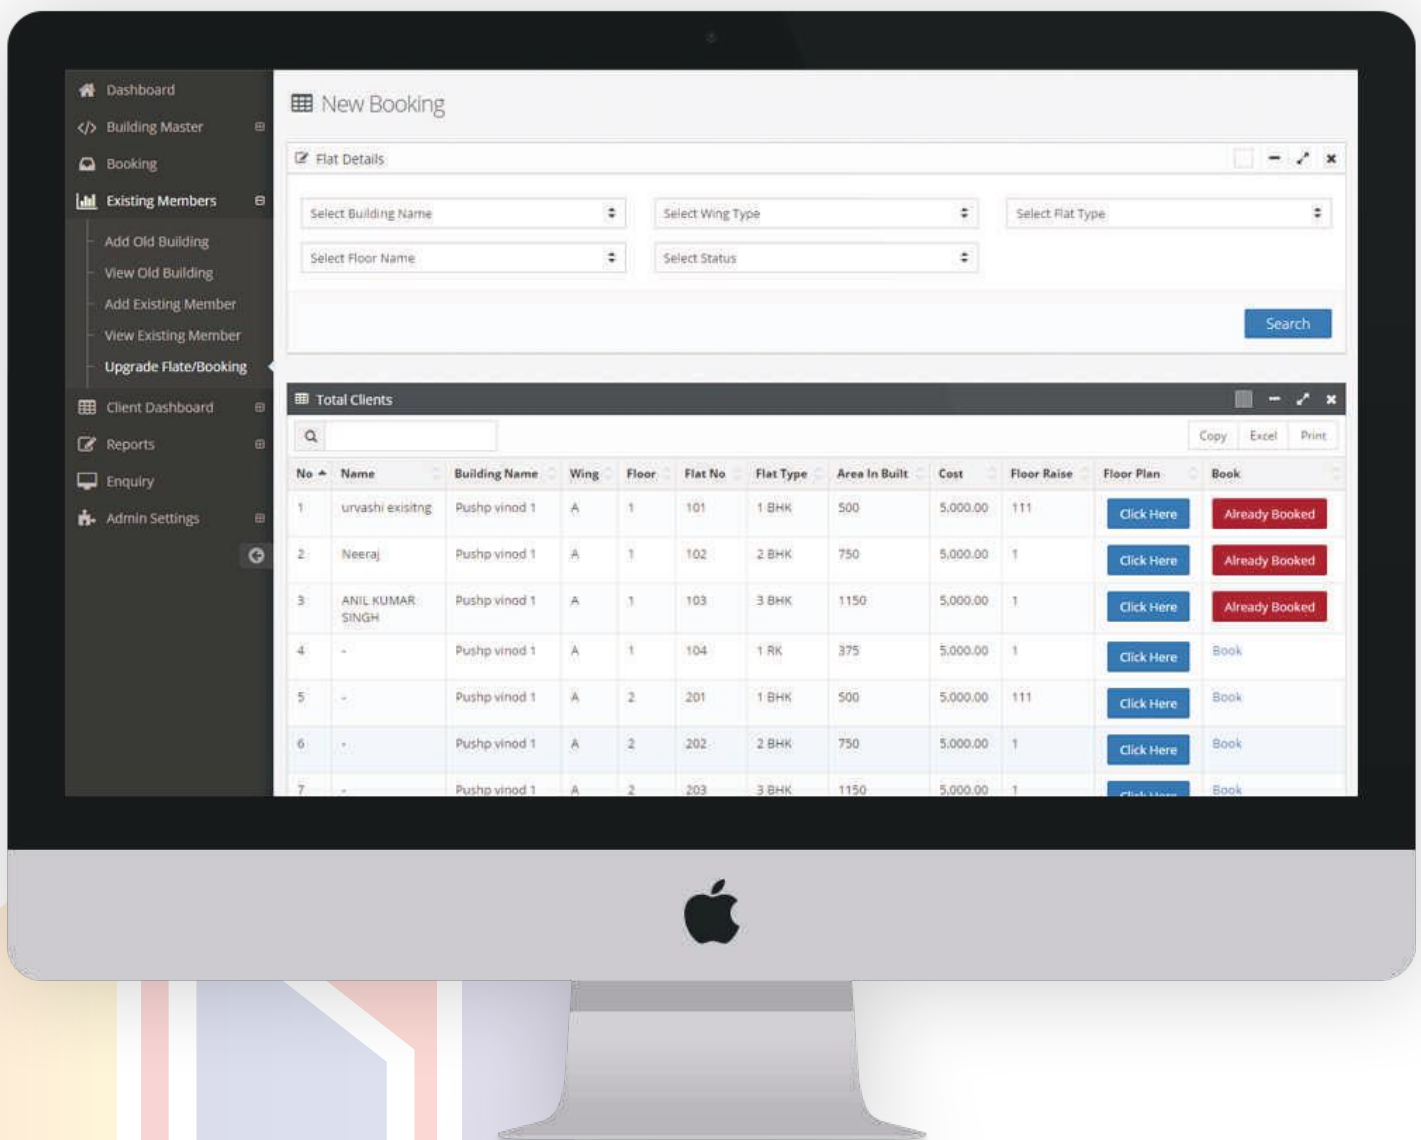 Dashboard
Building Master
Booking
Existing Members
Add Old Building
View Old Building
Add Existing Member
View Existing Member
Upgrade Flate/Booking
Client Dashboard
Reports
Enquiry
Admin Settings
New Booking
Flat Details
Select Building Name Select Wing Type Select Flat Type
Select Floor Name Select Status
Search
Total Clients
Copy Excel Print
No Name Building Name Wing Floor Flat No Flat Type Area In Built Cost Floor Raise Floor Plan Book
1 urvashi exisitng Pushp vinod 1 A 1 101 1 BHK 500 5,000.00 111 Click Here Already Booked
2 Neeraj Pushp vinod 1 A 1 102 2 BHK 750 5,000.00 1 Click Here Already Booked
3 ANIL KUMAR Pushp vinod 1 A 1 103 3 BHK 1150 5,000.00 1 Click Here Already Booked
SINGH
4 - Pushp vinod 1 A 1 104 1 RK 375 5,000.00 1 Click Here Book
5 - Pushp vinod 1 A 2 201 1 BHK 500 5,000.00 111 Click Here Book
6 - Pushp vinod 1 A 2 202 2 BHK 750 5,000.00 1 Click Here Book
7 - Pushp vinod 1 A 2 203 3 BHK 1150 5,000.00 1 Click Here Book